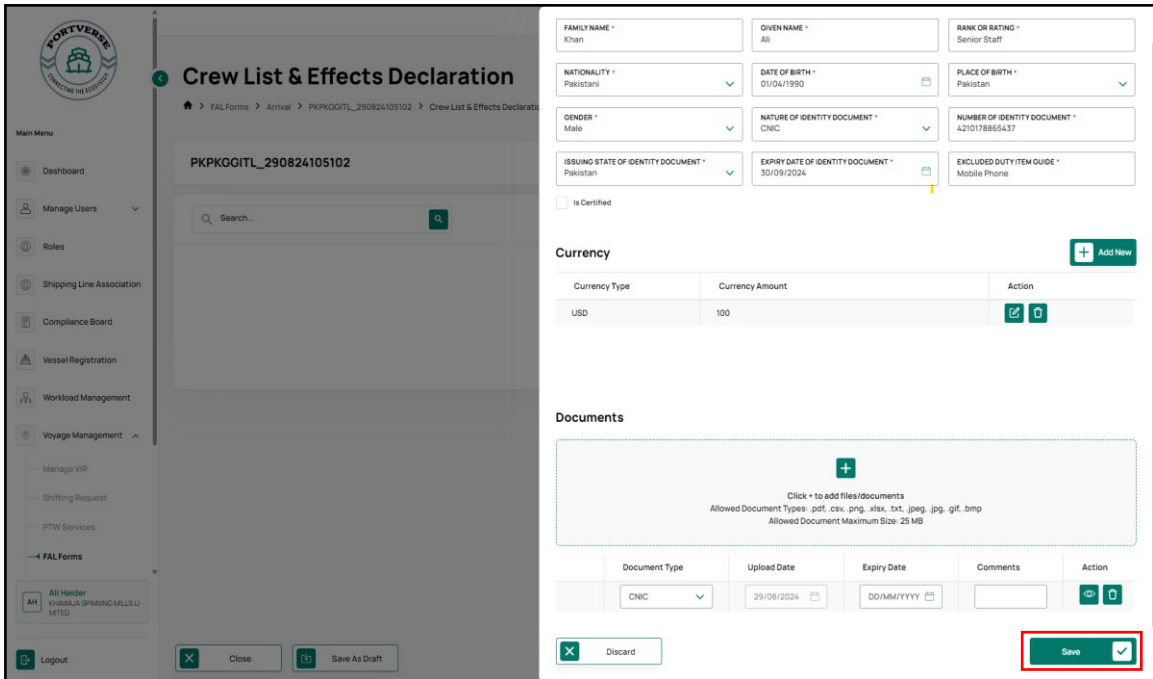 PORTVERSE
CONNECTING THE ECOSYSTEM
Main Menu
Dashboard
Manage Users
Roles
Shipping Line Association
Compliance Board
Vessel Registration
Workload Management
Voyage Management
Manage VIR
Shifting Request
PTW Services
FAL Forms
AH
Ali Haider
KHAWAJA SPINNING MILLS LI
MITED
Logout
Crew List & Effects Declaration
FAL Forms > Arrival > PKPKGGITL_290824105102 > Crew List & Effects Declaratio
PKPKGGITL_290824105102
Search...
Close
Save As Draft
FAMILY NAME * GIVEN NAME * RANK OR RATING *
Khan Ali Senior Staff
NATIONALITY * DATE OF BIRTH * PLACE OF BIRTH *
Pakistani 01/04/1990 Pakistan
GENDER * NATURE OF IDENTITY DOCUMENT * NUMBER OF IDENTITY DOCUMENT *
Male CNIC 4210178865437
ISSUING STATE OF IDENTITY DOCUMENT * EXPIRY DATE OF IDENTITY DOCUMENT * EXCLUDED DUTY ITEM GUIDE *
Pakistan 30/09/2024 Mobile Phone
Is Certified
Currency
+ Add New
Currency Type Currency Amount Action
USD 100
Documents
Click + to add files/documents
Allowed Document Types: .pdf, .csv, .png, .xlsx, .txt, .jpeg, .jpg, .gif, .bmp
Allowed Document Maximum Size: 25 MB
Document Type Upload Date Expiry Date Comments Action
CNIC 29/08/2024 DD/MM/YYYY
Discard
Save